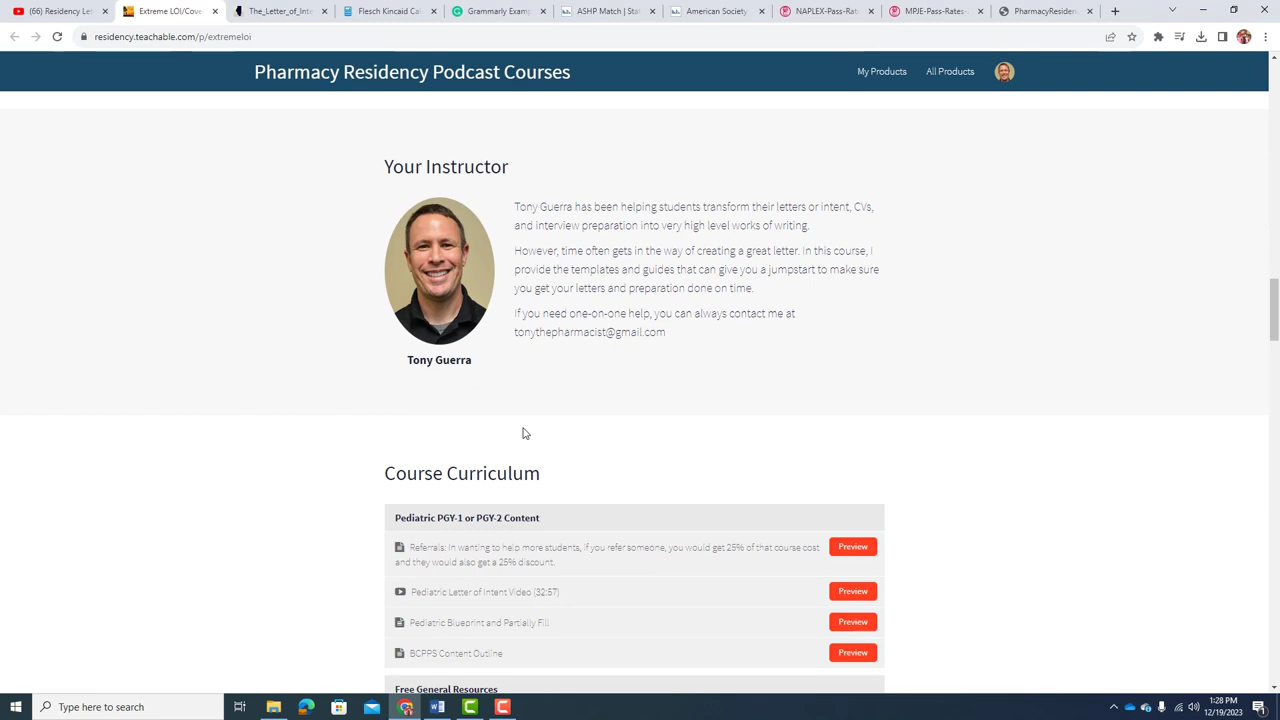 (66) Residency Lett
Extreme LOI/Cove
The_Letter_of_Inte
Flesch Kincaid Cal
Grammarly Examp
ASHP Match | Stati
American Society
NAPLEX-Pass-Rat
MPJE-Pass-Rates-
PharmacyResiden
residency.teachable.com/p/extremeloi
Pharmacy Residency Podcast Courses
My Products
All Products
Your Instructor
Tony Guerra has been helping students transform their letters or intent, CVs,
and interview preparation into very high level works of writing.
However, time often gets in the way of creating a great letter. In this course, I
provide the templates and guides that can give you a jumpstart to make sure
you get your letters and preparation done on time.
If you need one-on-one help, you can always contact me at
tonythepharmacist@gmail.com
Tony Guerra
Course Curriculum
Pediatric PGY-1 or PGY-2 Content
Referrals: In wanting to help more students, if you refer someone, you would get 25% of that course cost
and they would also get a 25% discount.
Preview
Pediatric Letter of Intent Video (32:57)
Preview
Pediatric Blueprint and Partially Fill
Preview
BCPPS Content Outline
Preview
Free General Resources
Type here to search
1:28 PM
12/19/2023